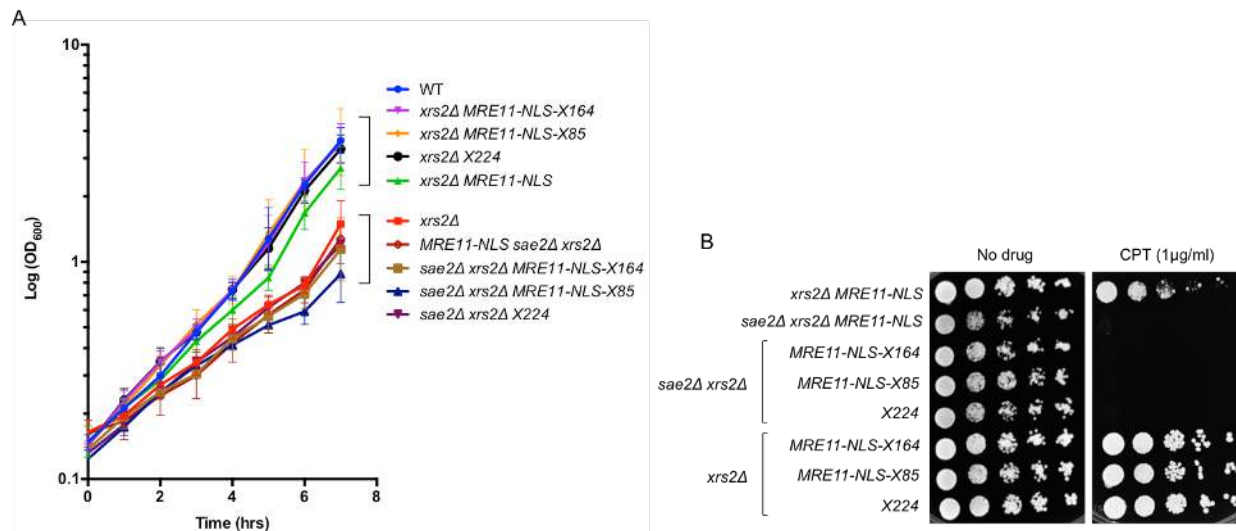 A
10
1
0.1
Log (OD600)
0
2
4
6
8
Time (hrs)
WT
xrs2Δ MRE11-NLS-X164
xrs2Δ MRE11-NLS-X85
xrs2Δ X224
xrs2Δ MRE11-NLS
xrs2Δ
MRE11-NLS sae2Δ xrs2Δ
sae2Δ xrs2Δ MRE11-NLS-X164
sae2Δ xrs2Δ MRE11-NLS-X85
sae2Δ xrs2Δ X224
B
No drug
CPT (1µg/ml)
xrs2Δ MRE11-NLS
sae2Δ xrs2Δ MRE11-NLS
sae2Δ xrs2Δ
MRE11-NLS-X164
MRE11-NLS-X85
X224
xrs2Δ
MRE11-NLS-X164
MRE11-NLS-X85
X224